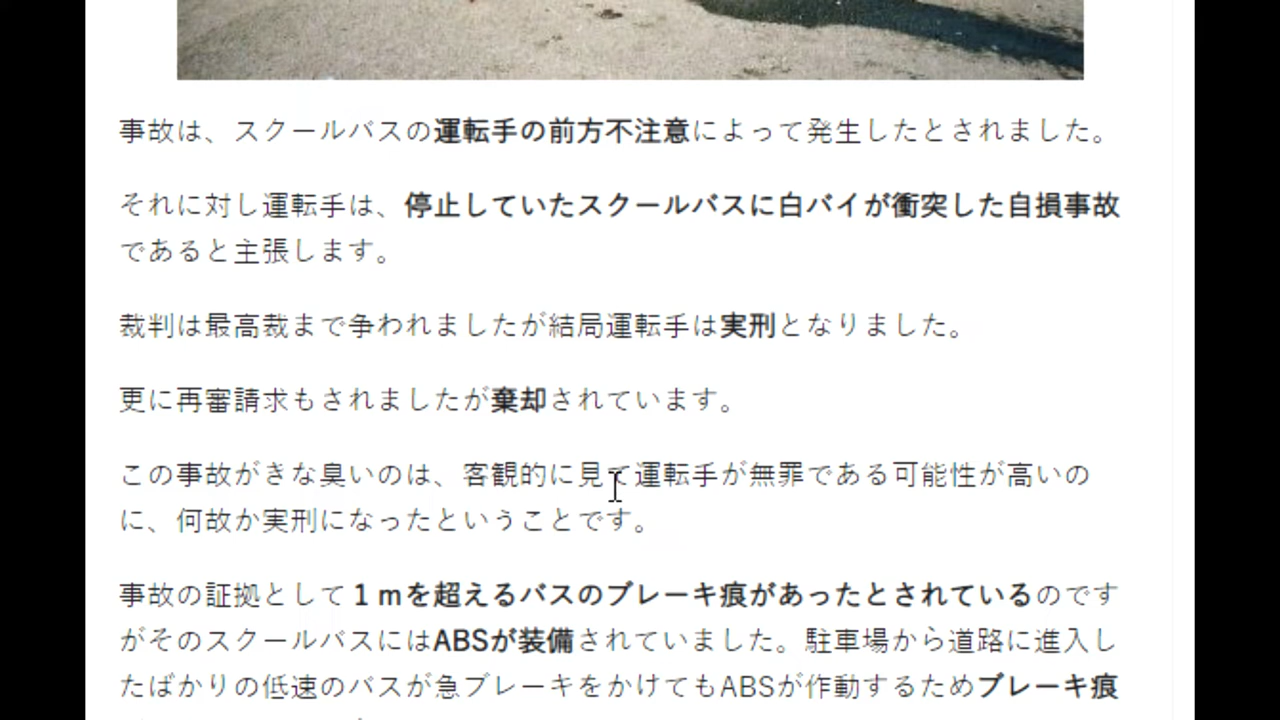 事故は、スクールバスの運転手の前方不注意によって発生したとされました。
それに対し運転手は、停止していたスクールバスに白バイが衝突した自損事故
であると主張します。
裁判は最高裁まで争われましたが結局運転手は実刑となりました。
更に再審請求もされましたが棄却されています。
この事故がきな臭いのは、客観的に見て運転手が無罪である可能性が高いの
に、何故か実刑になったということです。
事故の証拠として１ｍを超えるバスのブレーキ痕があったとされているのです
がそのスクールバスにはABSが装備されていました。駐車場から道路に進入し
たばかりの低速のバスが急ブレーキをかけてもABSが作動するためブレーキ痕